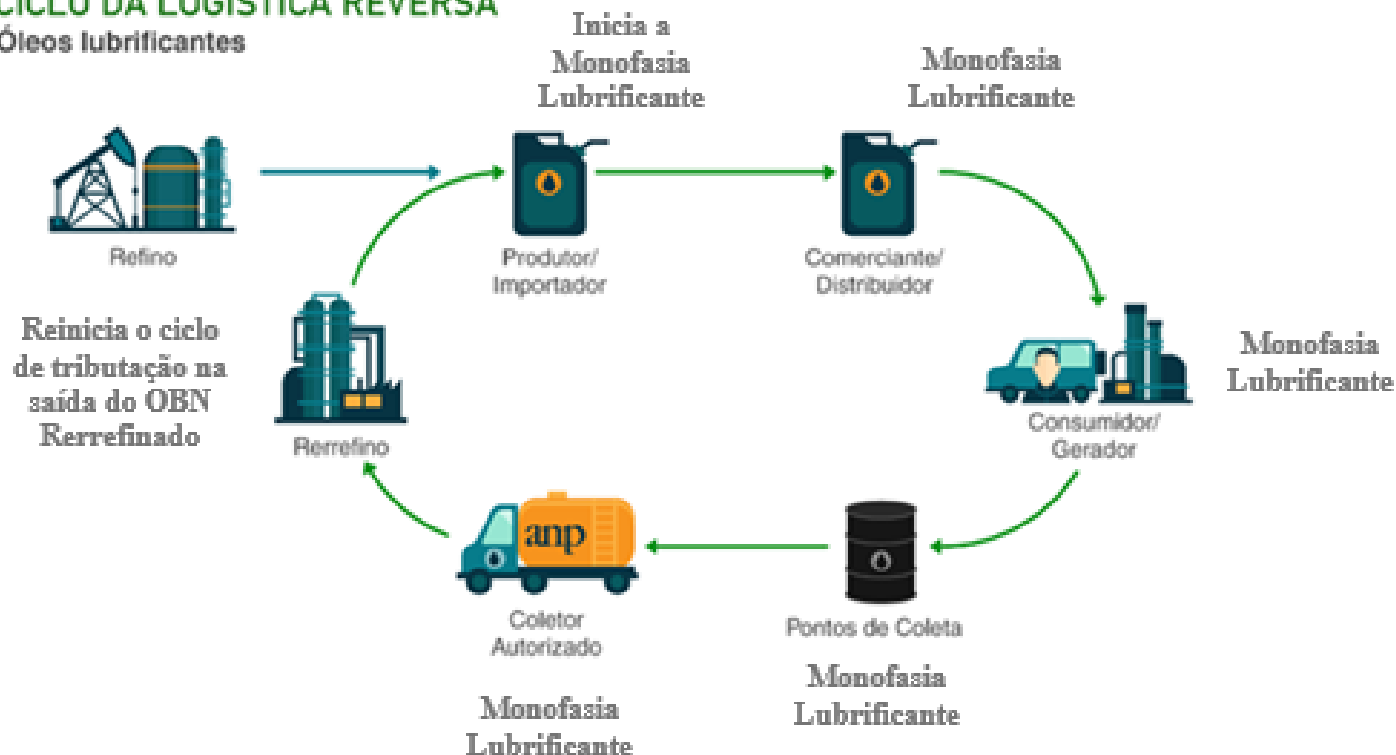 CICLO DA LOGÍSTICA REVERSA
Óleos lubrificantes
Inicia a
Monofasia
Lubrificante
Monofasia
Lubrificante
Refino
Produtor/
Importador
Comerciante/
Distribuidor
Reinicia o ciclo
de tributação na
saída do OBN
Rerrefinado
Rerrefino
Consumidor/
Gerador
Monofasia
Lubrificante
anp
Coletor
Autorizado
Monofasia
Lubrificante
Pontos de Coleta
Monofasia
Lubrificante